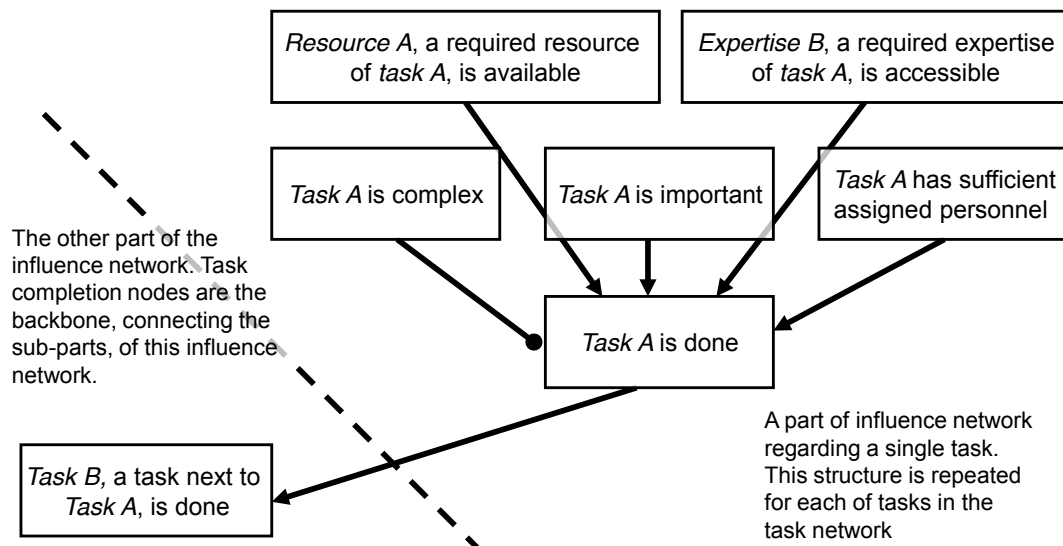 Resource A, a required resource
of task A, is available
Expertise B, a required expertise
of task A, is accessible
Task A is complex
Task A is important
Task A has sufficient
assigned personnel
The other part of the
influence network. Task
completion nodes are the
backbone, connecting the
sub-parts, of this influence
network.
Task A is done
Task B, a task next to
Task A, is done
A part of influence network
regarding a single task.
This structure is repeated
for each of tasks in the
task network